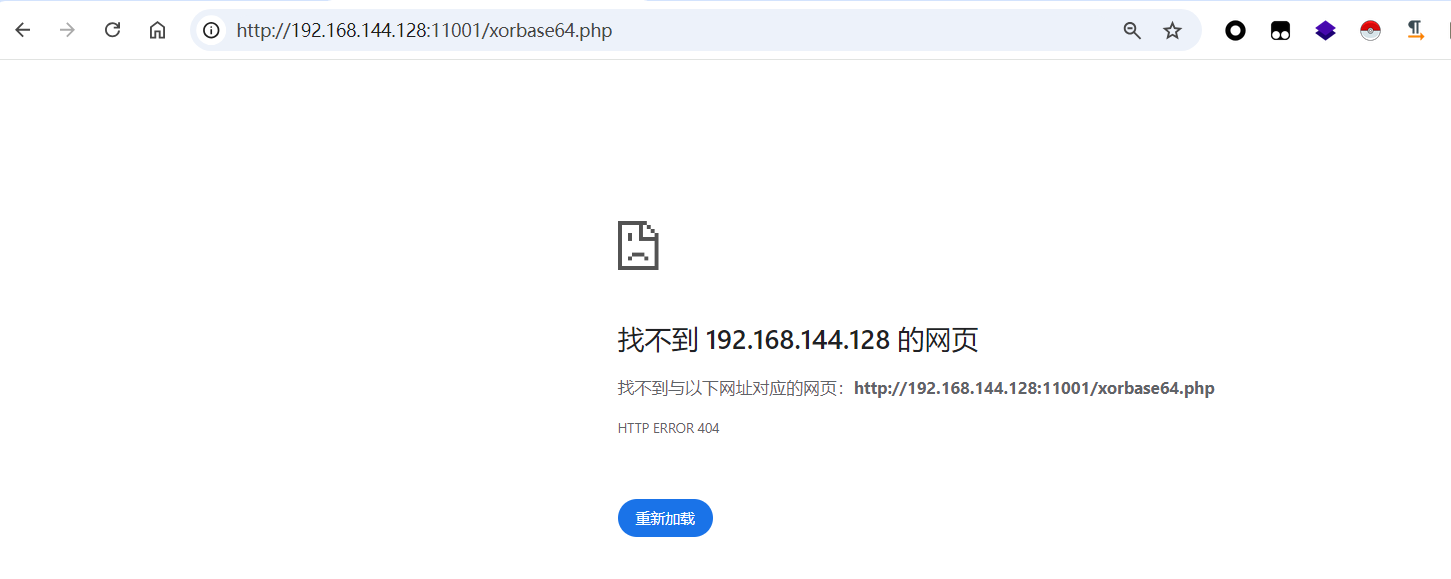 http://192.168.144.128:11001/xorbase64.php
找不到 192.168.144.128 的网页
找不到与以下网址对应的网页：http://192.168.144.128:11001/xorbase64.php
HTTP ERROR 404
重新加载